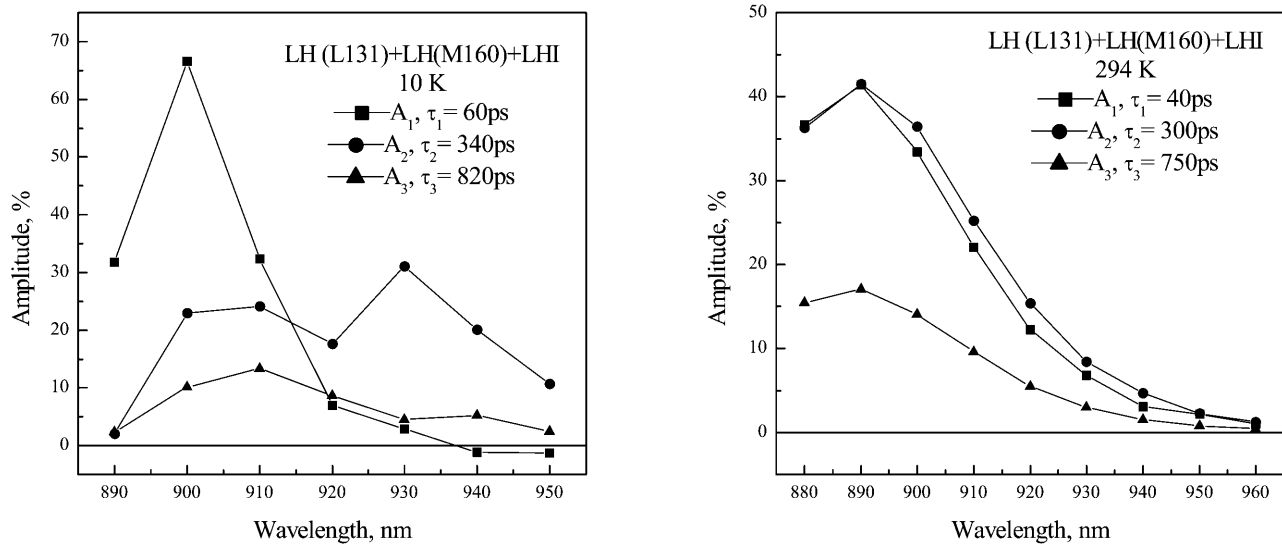 LH (L131)+LH(M160)+LHI
10 K
A1, τ1= 60ps
A2, τ2= 340ps
A3, τ3= 820ps
Amplitude, %
70
60
50
40
30
20
10
0
890 900 910 920 930 940 950
Wavelength, nm
LH (L131)+LH(M160)+LHI
294 K
A1, τ1= 40ps
A2, τ2= 300ps
A3, τ3= 750ps
Amplitude, %
50
40
30
20
10
0
880 890 900 910 920 930 940 950 960
Wavelength, nm